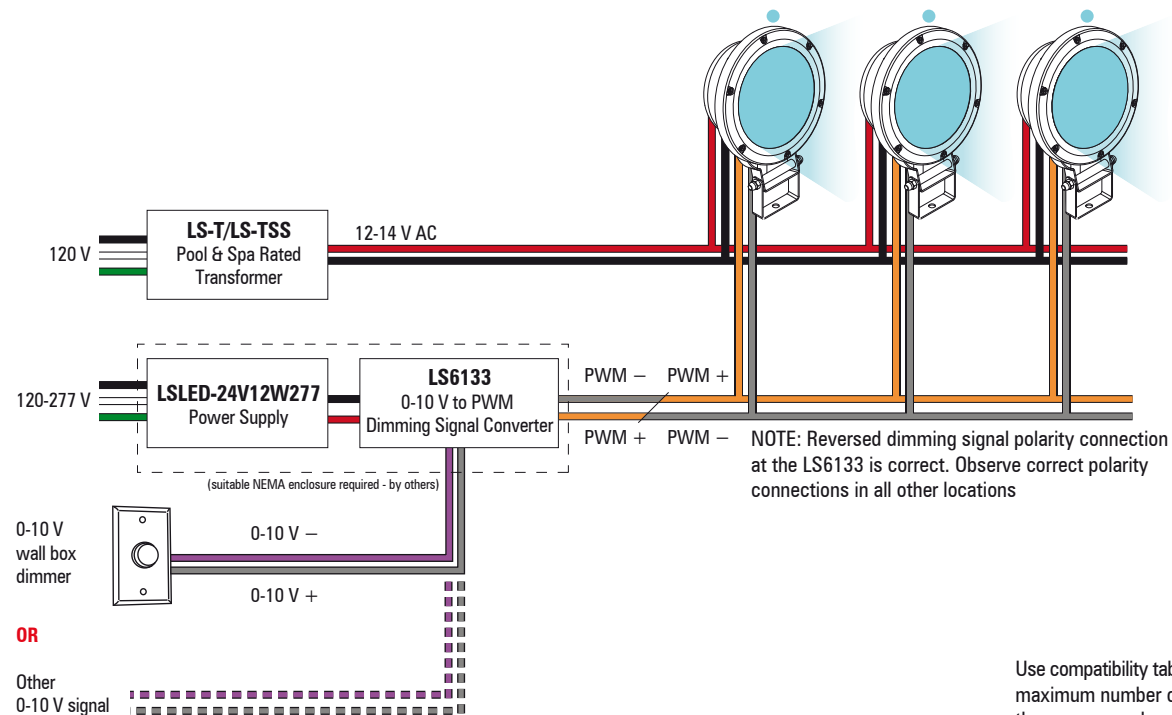 LS-T/LS-TSS
Pool & Spa Rated
Transformer
120 V
12-14 V AC
LSLED-24V12W277
Power Supply
120-277 V
LS6133
0-10 V to PWM
Dimming Signal Converter
PWM − PWM +
PWM + PWM −
NOTE: Reversed dimming signal polarity connection
at the LS6133 is correct. Observe correct polarity
connections in all other locations
(suitable NEMA enclosure required - by others)
0-10 V
wall box
dimmer
0-10 V −
0-10 V +
OR
Other
0-10 V signal
Use compatibility
maximum number